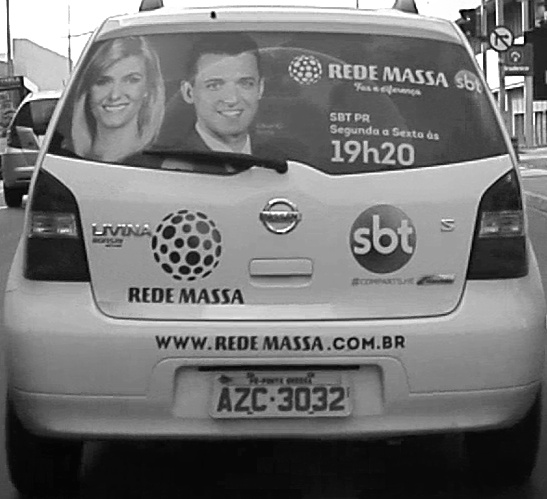 REDE MASSA sbt
Faz a diferença
SBT PR
Segunda a Sexta às
19h20
LIVINA
NISSAN
sbt
S
REDE MASSA
WWW.REDEMASSA.COM.BR
PR-PONTA GROSSA
AZC-3032